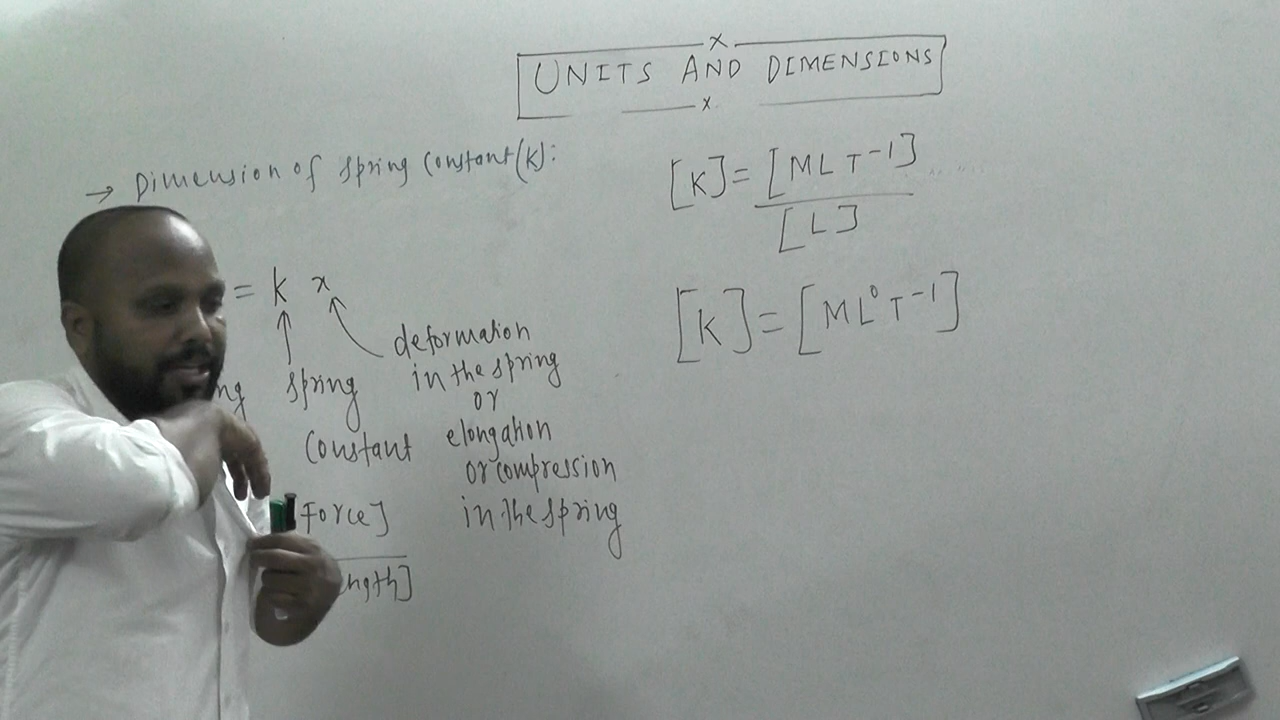 UNITS AND DIMENSIONS
→ Dimension of spring constant (K):
= k x
deformation
in the spring
or
elongation
or compression
in the spring
spring
constant
Force]
[K] = [MLT⁻¹]
[L]
[K] = [ML⁰T⁻¹]